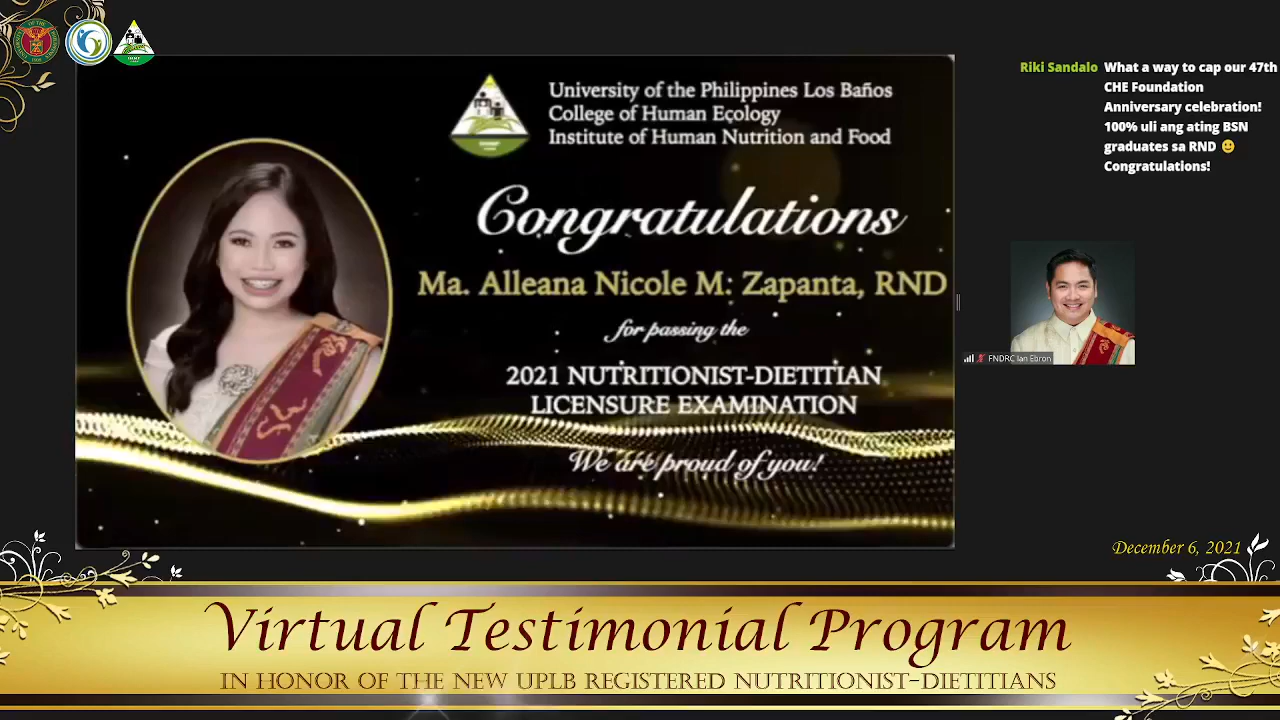 University of the Philippines Los Baños
College of Human Ecology
Institute of Human Nutrition and Food
Congratulations
Ma. Alleana Nicole M. Zapanta, RND
for passing the
2021 NUTRITIONIST-DIETITIAN
LICENSURE EXAMINATION
We are proud of you!
Riki Sandalo What a way to cap our 47th
CHE Foundation
Anniversary celebration!
100% uli ang ating BSN
graduates sa RND 🙂
Congratulations!
FNDRC Ian Ebron
December 6, 2021
Virtual Testimonial Program
IN HONOR OF THE NEW UPLB REGISTERED NUTRITIONIST-DIETITIANS